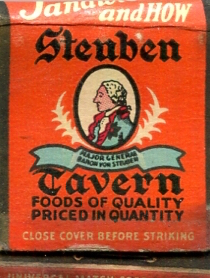 and HOW
Steuben
MAJOR GENERAL
BARON VON STEUBEN
Tavern
FOODS OF QUALITY
PRICED IN QUANTITY
CLOSE COVER BEFORE STRIKING